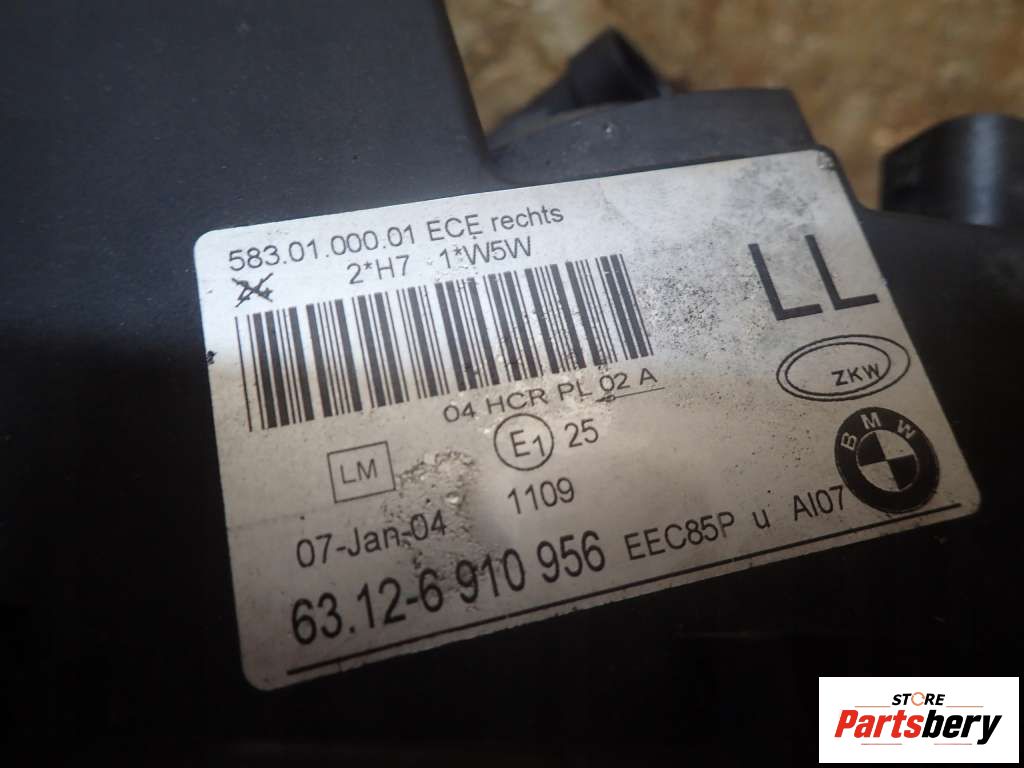 583.01.000.01 ECE rechts
2*H7 1*W5W
LL
ZKW
04 HCR PL 02 A
LM
E1 25
1109
BMW
07-Jan-04
63.12-6 910 956 EEC85P u AI07
STORE
Partsbery